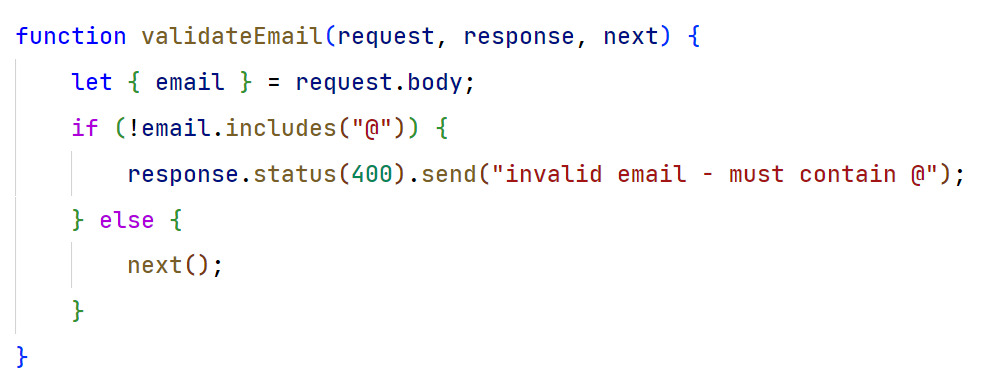 function validateEmail(request, response, next) {
    let { email } = request.body;
    if (!email.includes("@")) {
        response.status(400).send("invalid email - must contain @");
    } else {
        next();
    }
}